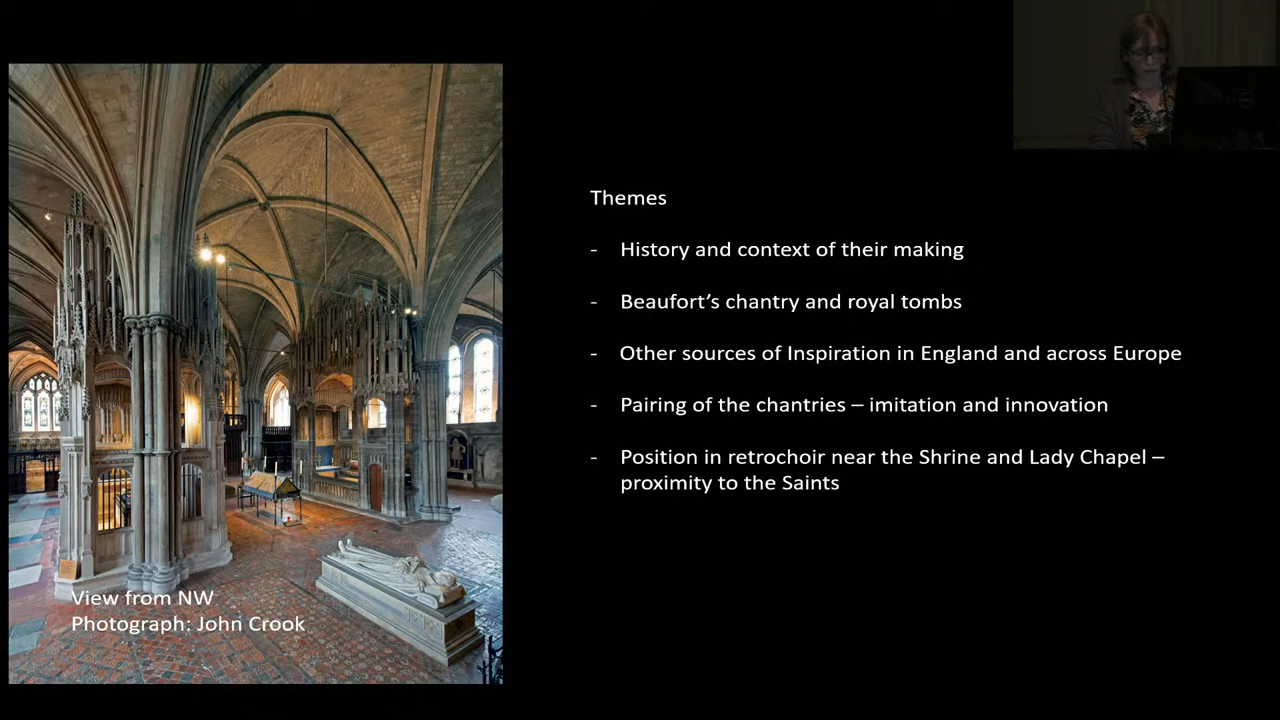 Themes
- History and context of their making
- Beaufort's chantry and royal tombs
- Other sources of Inspiration in England and across Europe
- Pairing of the chantries – imitation and innovation
- Position in retrochoir near the Shrine and Lady Chapel –
proximity to the Saints
View from NW
Photograph: John Crook